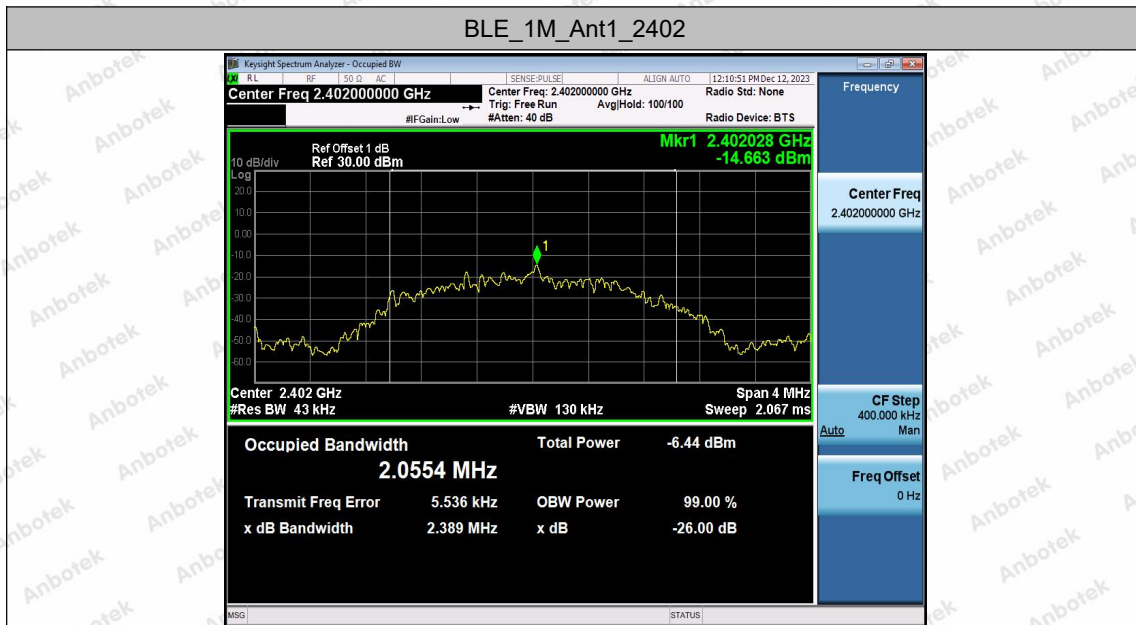 BLE_1M_Ant1_2402
Keysight Spectrum Analyzer - Occupied BW
LXI RL RF 50 Ω AC SENSE:PULSE ALIGN AUTO 12:10:51 PM Dec 12, 2023
Center Freq 2.402000000 GHz
Center Freq: 2.402000000 GHz
Radio Std: None
Trig: Free Run Avg|Hold: 100/100
#IFGain:Low
#Atten: 40 dB
Radio Device: BTS
Mkr1 2.402028 GHz
-14.663 dBm
Ref Offset 1 dB
10 dB/div Ref 30.00 dBm
Log
20.0
10.0
0.00
-10.0
-20.0
-30.0
-40.0
-50.0
-60.0
1
Center 2.402 GHz Span 4 MHz
#Res BW 43 kHz #VBW 130 kHz Sweep 2.067 ms
Occupied Bandwidth Total Power -6.44 dBm
2.0554 MHz
Transmit Freq Error 5.536 kHz OBW Power 99.00 %
x dB Bandwidth 2.389 MHz x dB -26.00 dB
MSG STATUS
Frequency
Center Freq
2.402000000 GHz
CF Step
400.000 kHz
Auto Man
Freq Offset
0 Hz
Anbotek